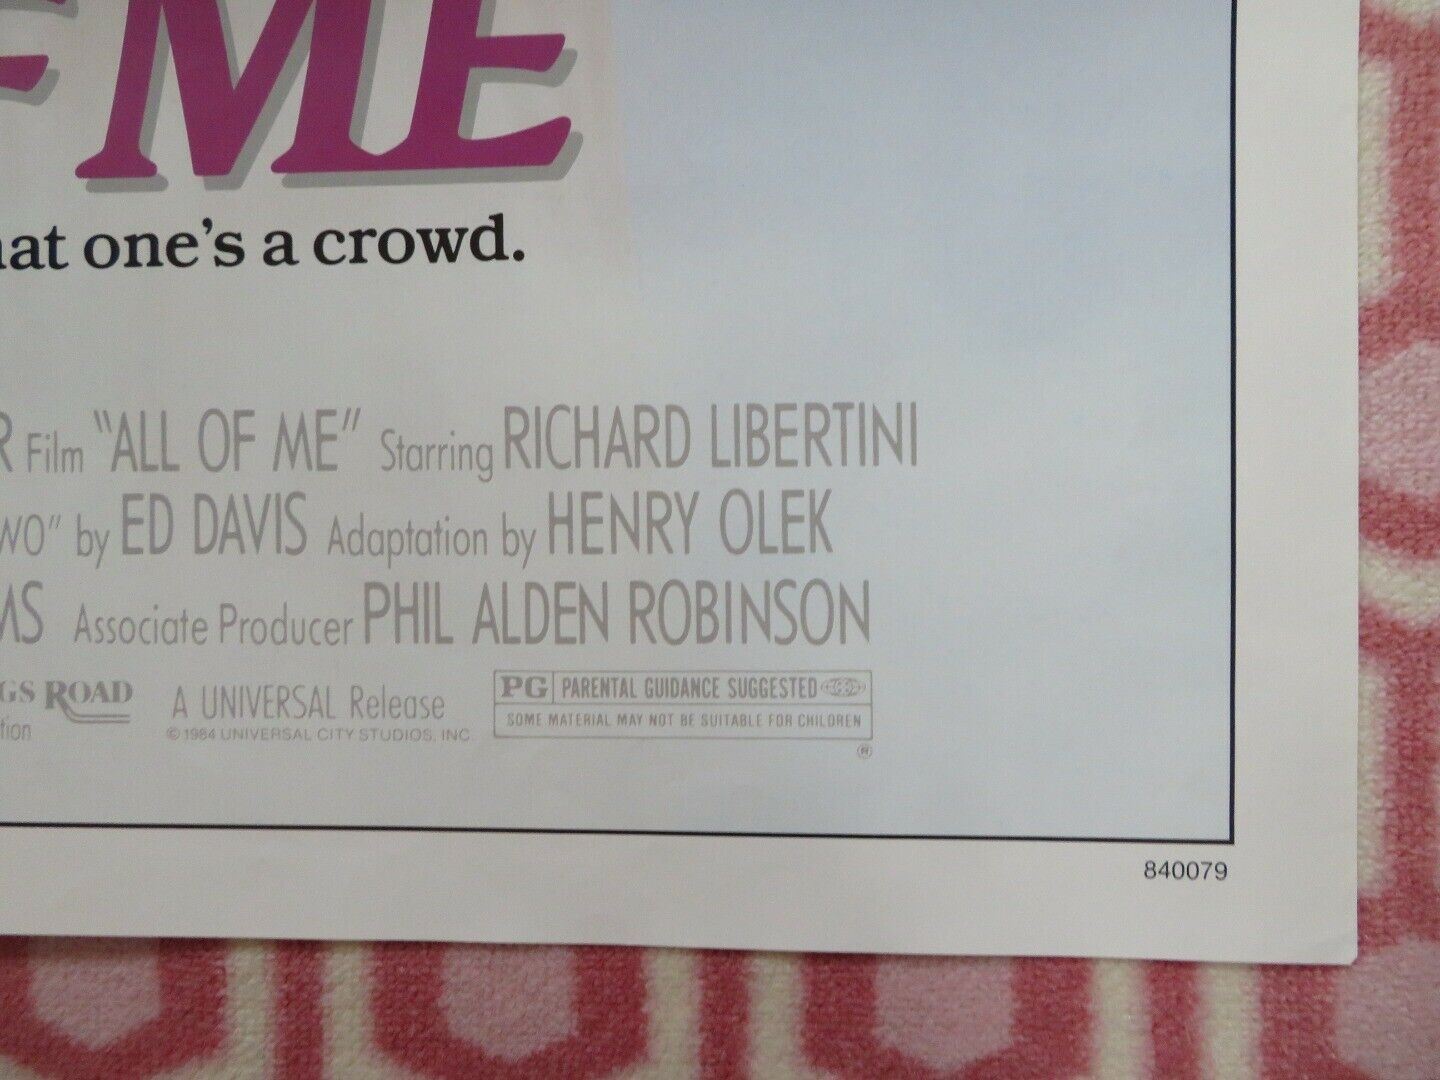 ME
one's a crowd.
Film "ALL OF ME" Starring RICHARD LIBERTINI
by ED DAVIS Adaptation by HENRY OLEK
Associate Producer PHIL ALDEN ROBINSON
ROAD A UNIVERSAL Release PG PARENTAL GUIDANCE SUGGESTED
SOME MATERIAL MAY NOT BE SUITABLE FOR CHILDREN
© 1984 UNIVERSAL CITY STUDIOS, INC.
®
840079